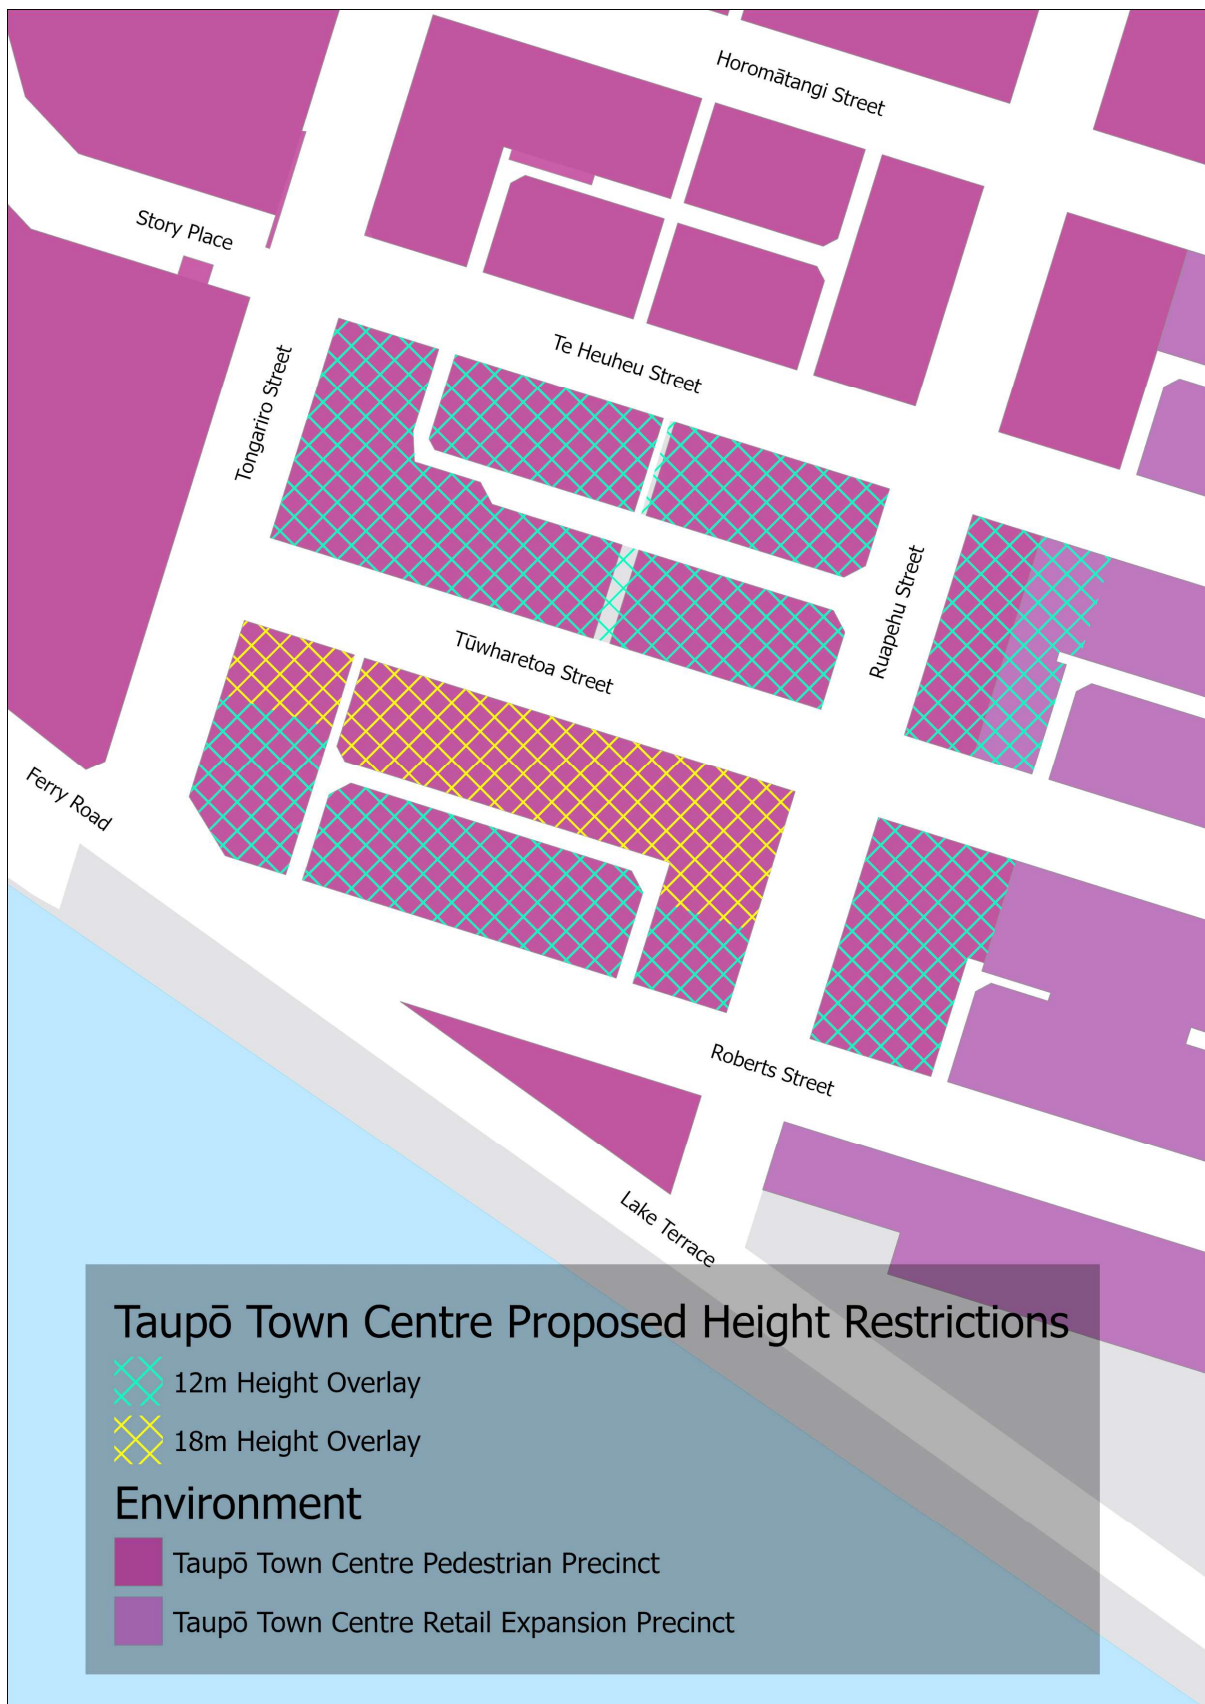 Horomātangi Street
Story Place
Te Heuheu Street
Tongariro Street
Ruapehu Street
Tūwharetoa Street
Ferry Road
Roberts Street
Lake Terrace
Taupō Town Centre Proposed Height Restrictions
12m Height Overlay
18m Height Overlay
Environment
Taupō Town Centre Pedestrian Precinct
Taupō Town Centre Retail Expansion Precinct